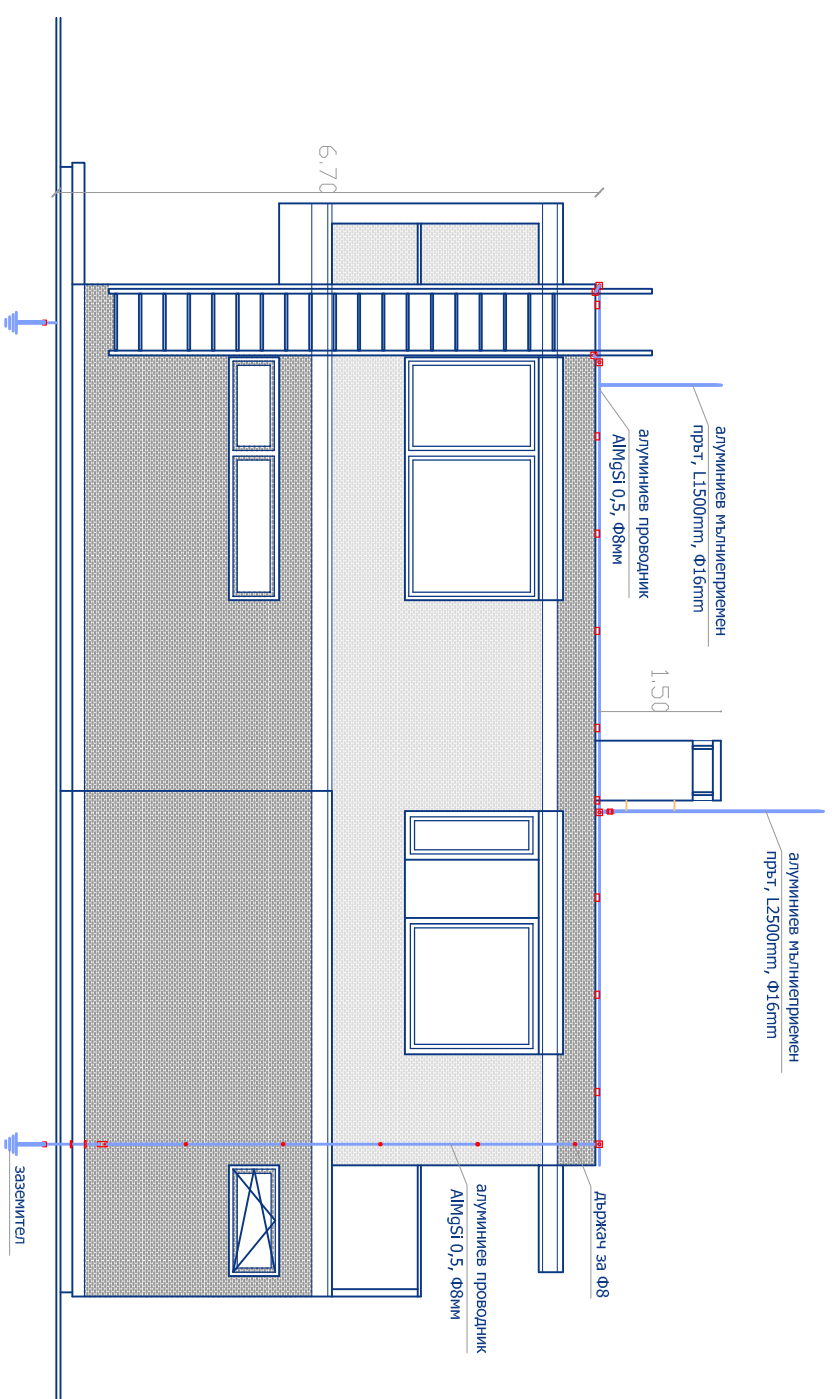 алуминиев мълниеприемен
прът, L2500mm, Ф16mm
алуминиев мълниеприемен
прът, L1500mm, Ф16mm
1.50
алуминиев проводник
AlMgSi 0,5, Ф8мм
6.70
държач за Ф8
алуминиев проводник
AlMgSi 0,5, Ф8мм
заземител